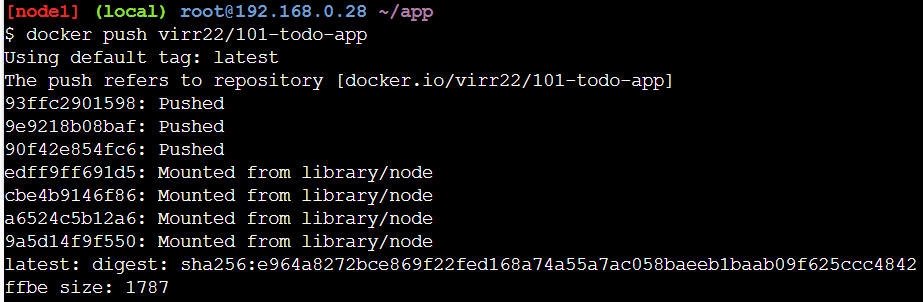 [node1] (local) root@192.168.0.28 ~/app
$ docker push virr22/101-todo-app
Using default tag: latest
The push refers to repository [docker.io/virr22/101-todo-app]
93ffc2901598: Pushed
9e9218b08baf: Pushed
90f42e854fc6: Pushed
edff9ff691d5: Mounted from library/node
cbe4b9146f86: Mounted from library/node
a6524c5b12a6: Mounted from library/node
9a5d14f9f550: Mounted from library/node
latest: digest: sha256:e964a8272bce869f22fed168a74a55a7ac058baeeb1baab09f625ccc4842
ffbe size: 1787